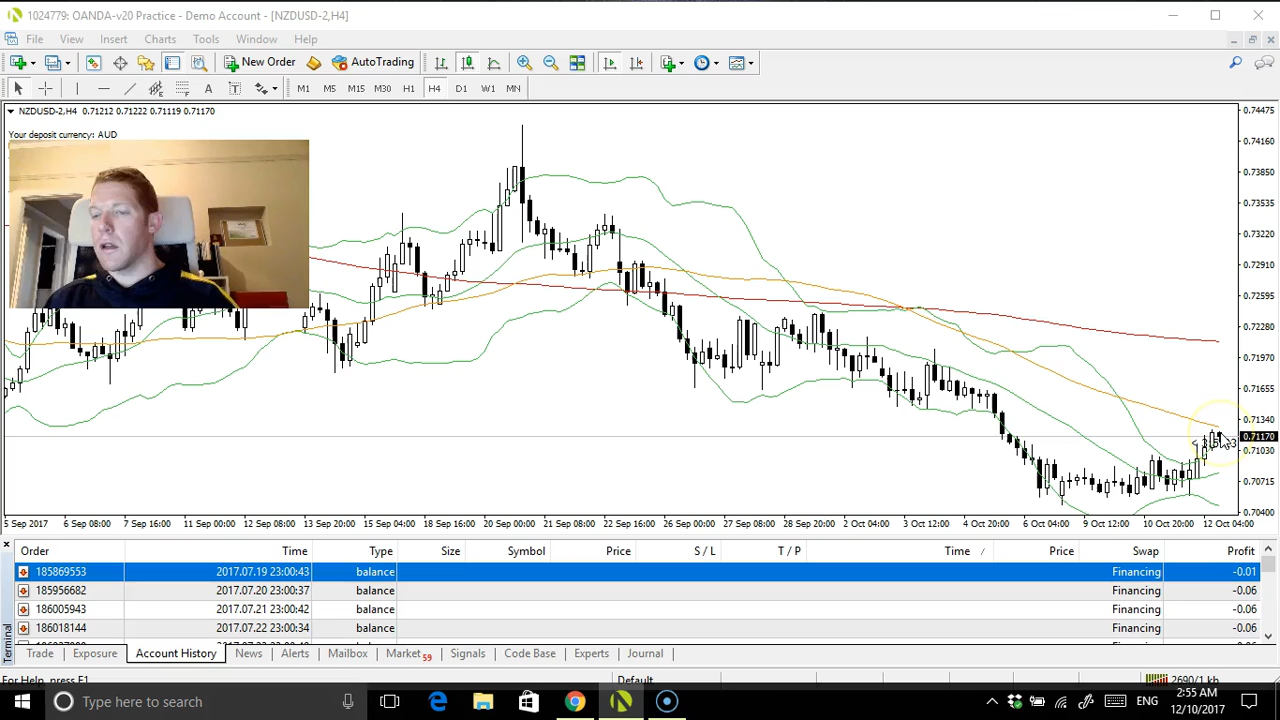 1024779: OANDA-v20 Practice - Demo Account - [NZDUSD-2,H4]
File View Insert Charts Tools Window Help
New Order AutoTrading
A T M1 M5 M15 M30 H1 H4 D1 W1 MN
NZDUSD-2,H4 0.71212 0.71222 0.71119 0.71170
Your deposit currency: AUD
0.74475
0.74160
0.73850
0.73535
0.73220
0.72910
0.72595
0.72280
0.71970
0.71655
0.71340
0.71170
0.71030
0.70715
0.70400
5 Sep 2017 6 Sep 08:00 7 Sep 16:00 11 Sep 00:00 12 Sep 08:00 13 Sep 20:00 15 Sep 04:00 18 Sep 16:00 20 Sep 00:00 21 Sep 08:00 22 Sep 16:00 26 Sep 00:00 27 Sep 08:00 28 Sep 20:00 2 Oct 04:00 3 Oct 12:00 4 Oct 20:00 6 Oct 04:00 9 Oct 12:00 10 Oct 20:00 12 Oct 04:00
Order Time Type Size Symbol Price S / L T / P Time / Price Swap Profit
185869553 2017.07.19 23:00:43 balance Financing -0.01
185956682 2017.07.20 23:00:37 balance Financing -0.06
186005943 2017.07.21 23:00:42 balance Financing -0.06
186018144 2017.07.22 23:00:34 balance Financing -0.06
Terminal
Trade Exposure Account History News Alerts Mailbox Market 59 Signals Code Base Experts Journal
For Help, press F1 Default 2690/1 kb
Type here to search
ENG
2:55 AM
12/10/2017